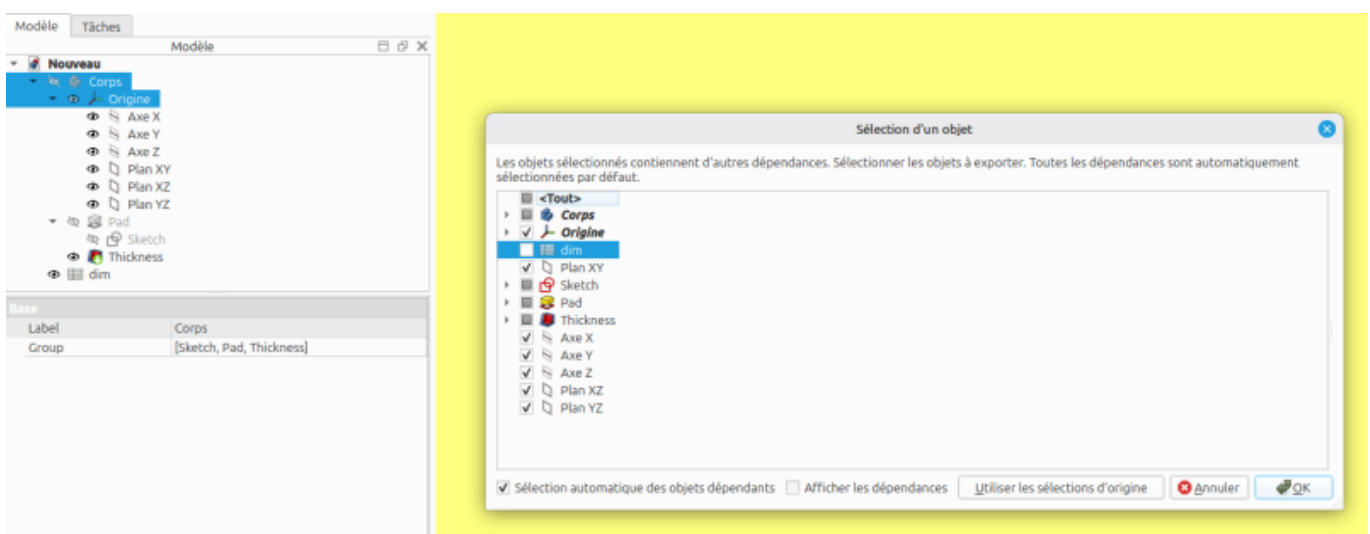 Modèle Tâches
Modèle
Nouveau
Corps
Origine
Axe X
Axe Y
Axe Z
Plan XY
Plan XZ
Plan YZ
Pad
Sketch
Thickness
dim
Base
Label Corps
Group [Sketch, Pad, Thickness]
Sélection d'un objet
Les objets sélectionnés contiennent d'autres dépendances. Sélectionner les objets à exporter. Toutes les dépendances sont automatiquement
sélectionnées par défaut.
<Tout>
Corps
Origine
dim
Plan XY
Sketch
Pad
Thickness
Axe X
Axe Y
Axe Z
Plan XZ
Plan YZ
Sélection automatique des objets dépendants Afficher les dépendances Utiliser les sélections d'origine Annuler OK